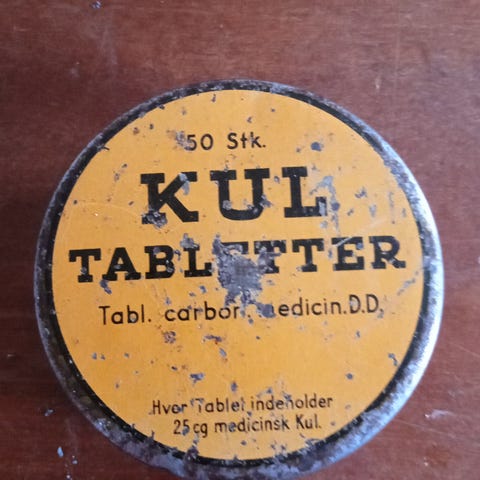 50 Stk.
KUL
TABLETTER
Tabl. carbon. medicin.D.D.
Hver Tablet indeholder
25 cg medicinsk Kul.